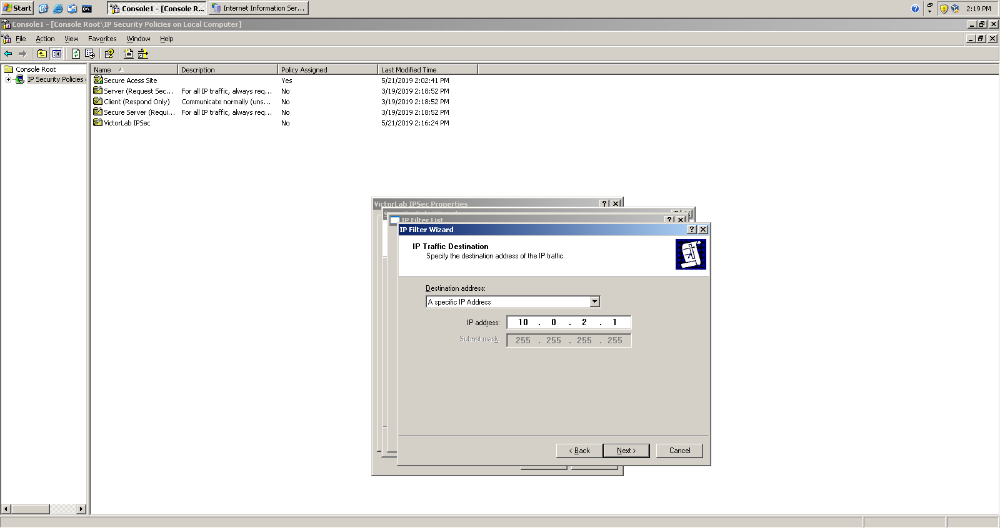 Start
Console1 - [Console R...
Internet Information Ser...
2:19 PM
Console1 - [Console Root\IP Security Policies on Local Computer]
File Action View Favorites Window Help
Console Root
IP Security Policies
Name Description Policy Assigned Last Modified Time
Secure Acess Site Yes 5/21/2019 2:02:41 PM
Server (Request Sec... For all IP traffic, always req... No 3/19/2019 2:18:52 PM
Client (Respond Only) Communicate normally (uns... No 3/19/2019 2:18:52 PM
Secure Server (Requi... For all IP traffic, always req... No 3/19/2019 2:18:52 PM
VictorLab IPSec No 5/21/2019 2:16:24 PM
VictorLab IPSec Properties
IP Filter List
IP Filter Wizard
IP Traffic Destination
Specify the destination address of the IP traffic.
Destination address:
A specific IP Address
IP address: 10 . 0 . 2 . 1
Subnet mask: 255 . 255 . 255 . 255
< Back Next > Cancel